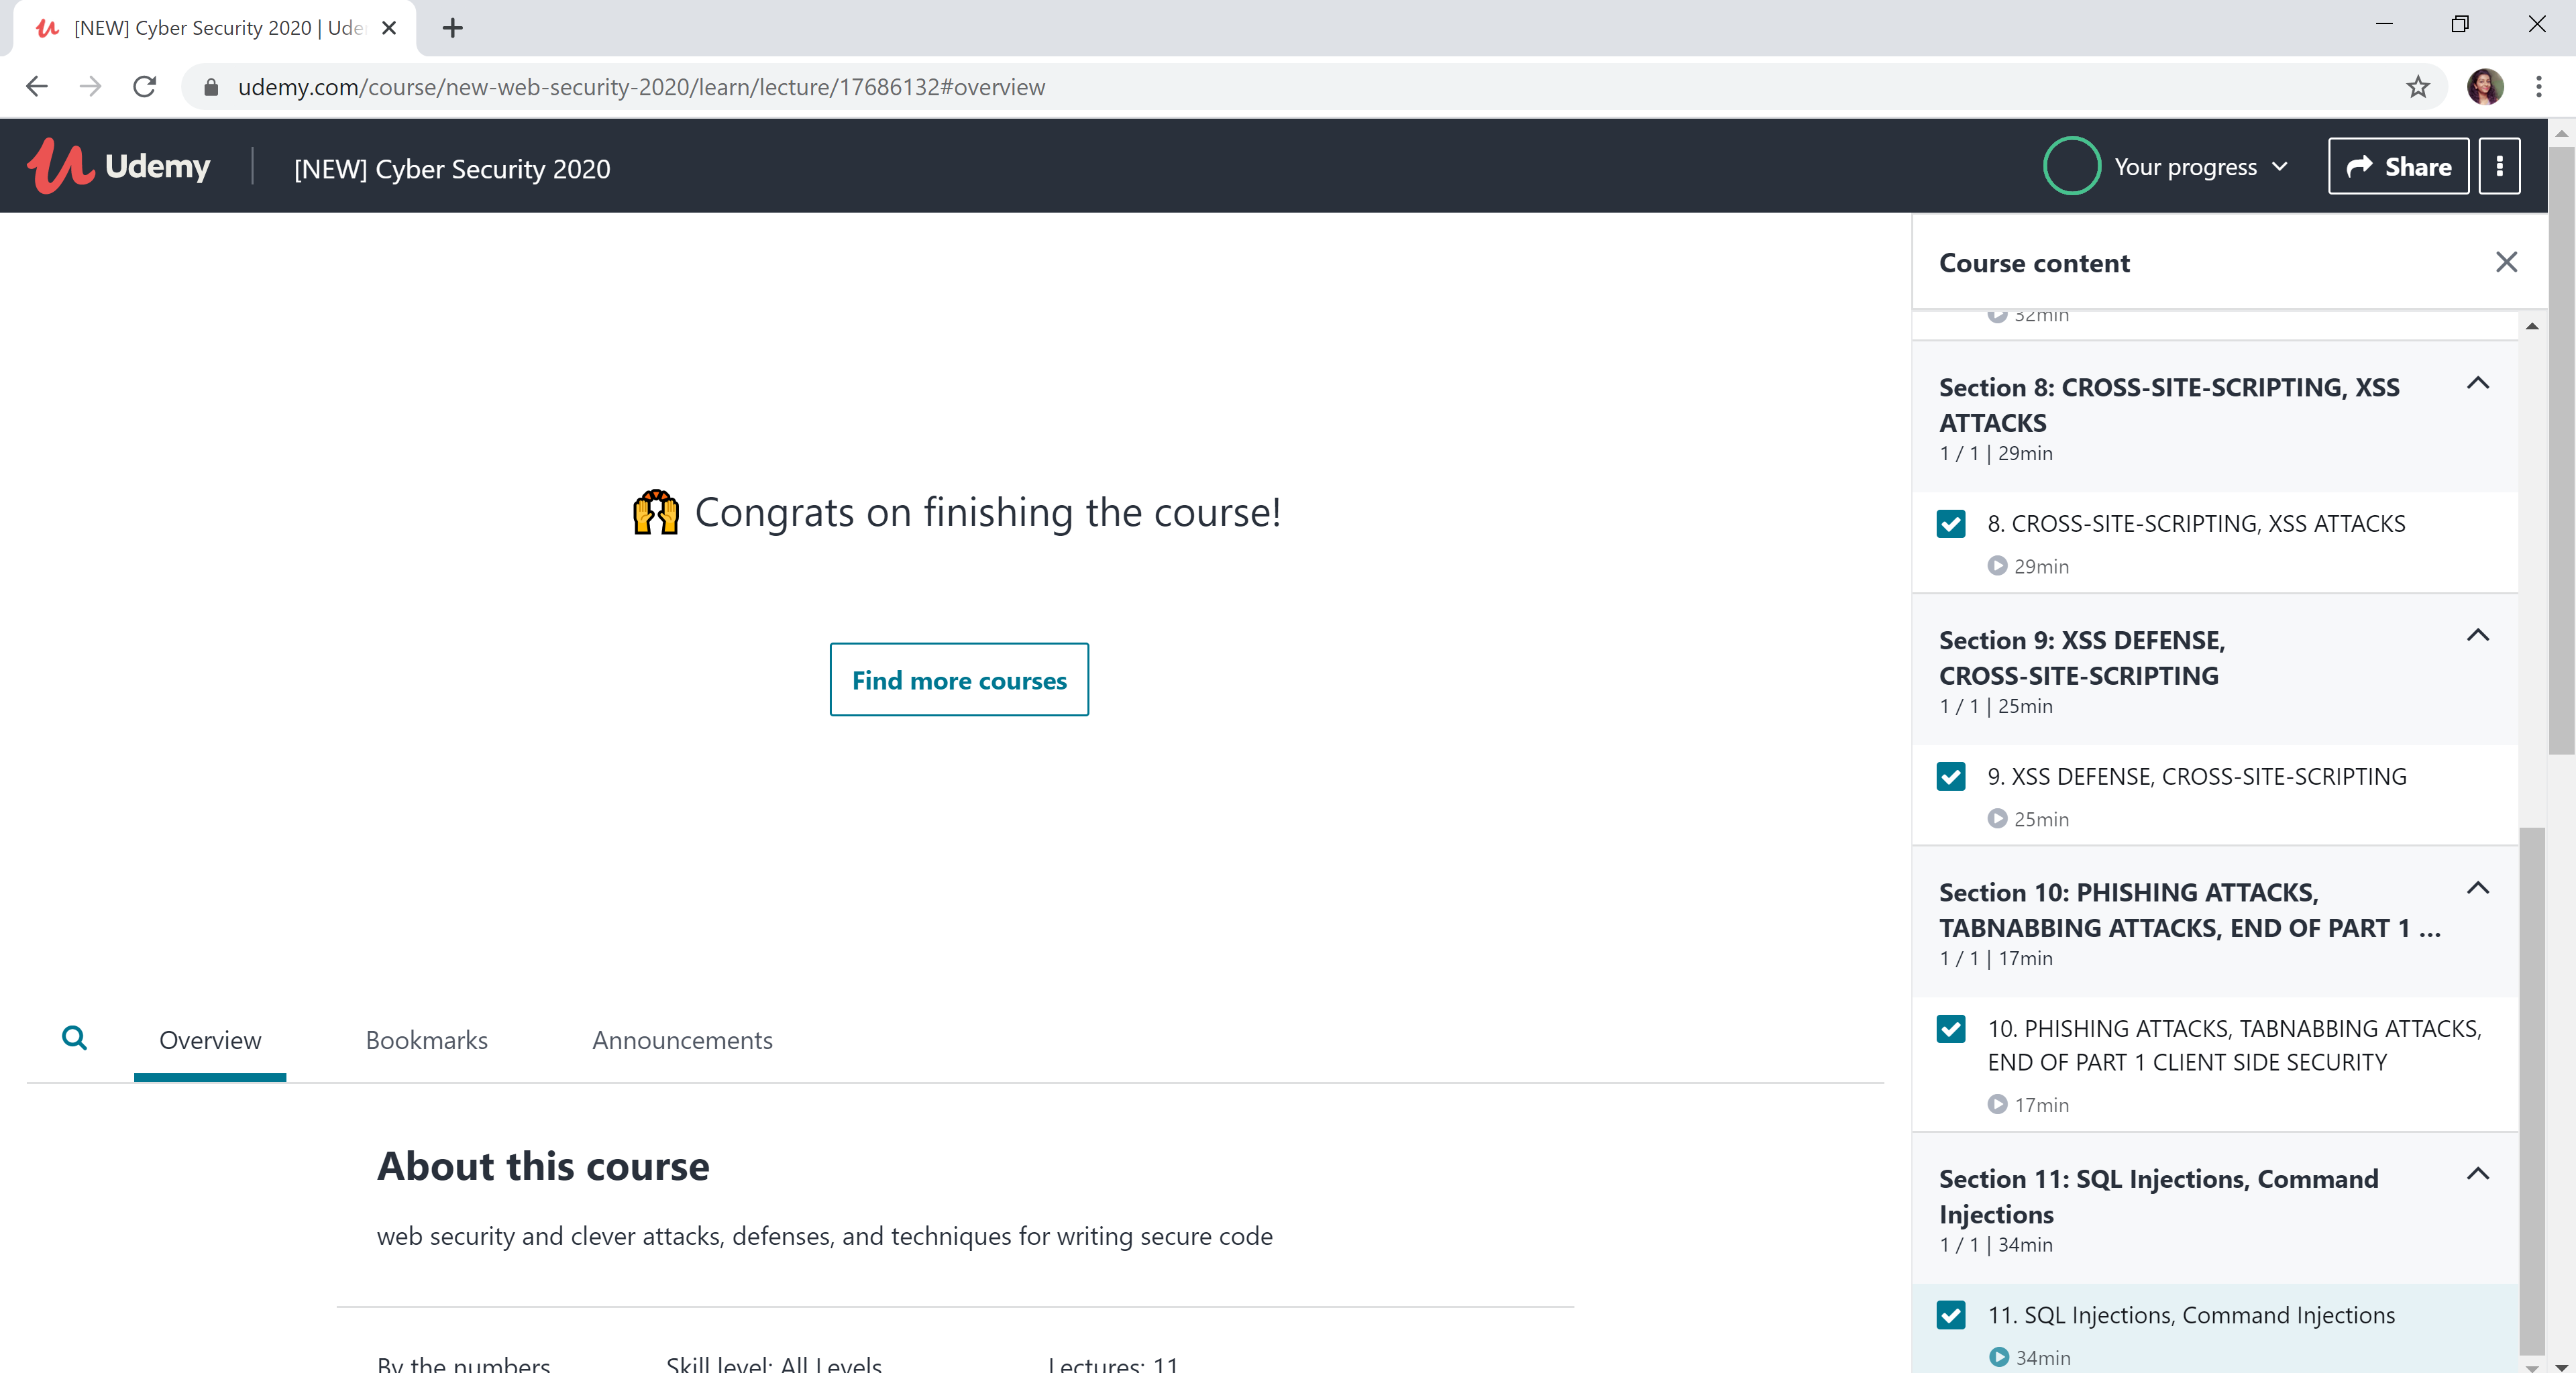 [NEW] Cyber Security 2020 | Ude
udemy.com/course/new-web-security-2020/learn/lecture/17686132#overview
Udemy
[NEW] Cyber Security 2020
Your progress
Share
Congrats on finishing the course!
Find more courses
Overview
Bookmarks
Announcements
About this course
web security and clever attacks, defenses, and techniques for writing secure code
By the numbers
Skill level: All Levels
Lectures: 11
Course content
32min
Section 8: CROSS-SITE-SCRIPTING, XSS
ATTACKS
1 / 1 | 29min
8. CROSS-SITE-SCRIPTING, XSS ATTACKS
29min
Section 9: XSS DEFENSE,
CROSS-SITE-SCRIPTING
1 / 1 | 25min
9. XSS DEFENSE, CROSS-SITE-SCRIPTING
25min
Section 10: PHISHING ATTACKS,
TABNABBING ATTACKS, END OF PART 1 ...
1 / 1 | 17min
10. PHISHING ATTACKS, TABNABBING ATTACKS,
END OF PART 1 CLIENT SIDE SECURITY
17min
Section 11: SQL Injections, Command
Injections
1 / 1 | 34min
11. SQL Injections, Command Injections
34min